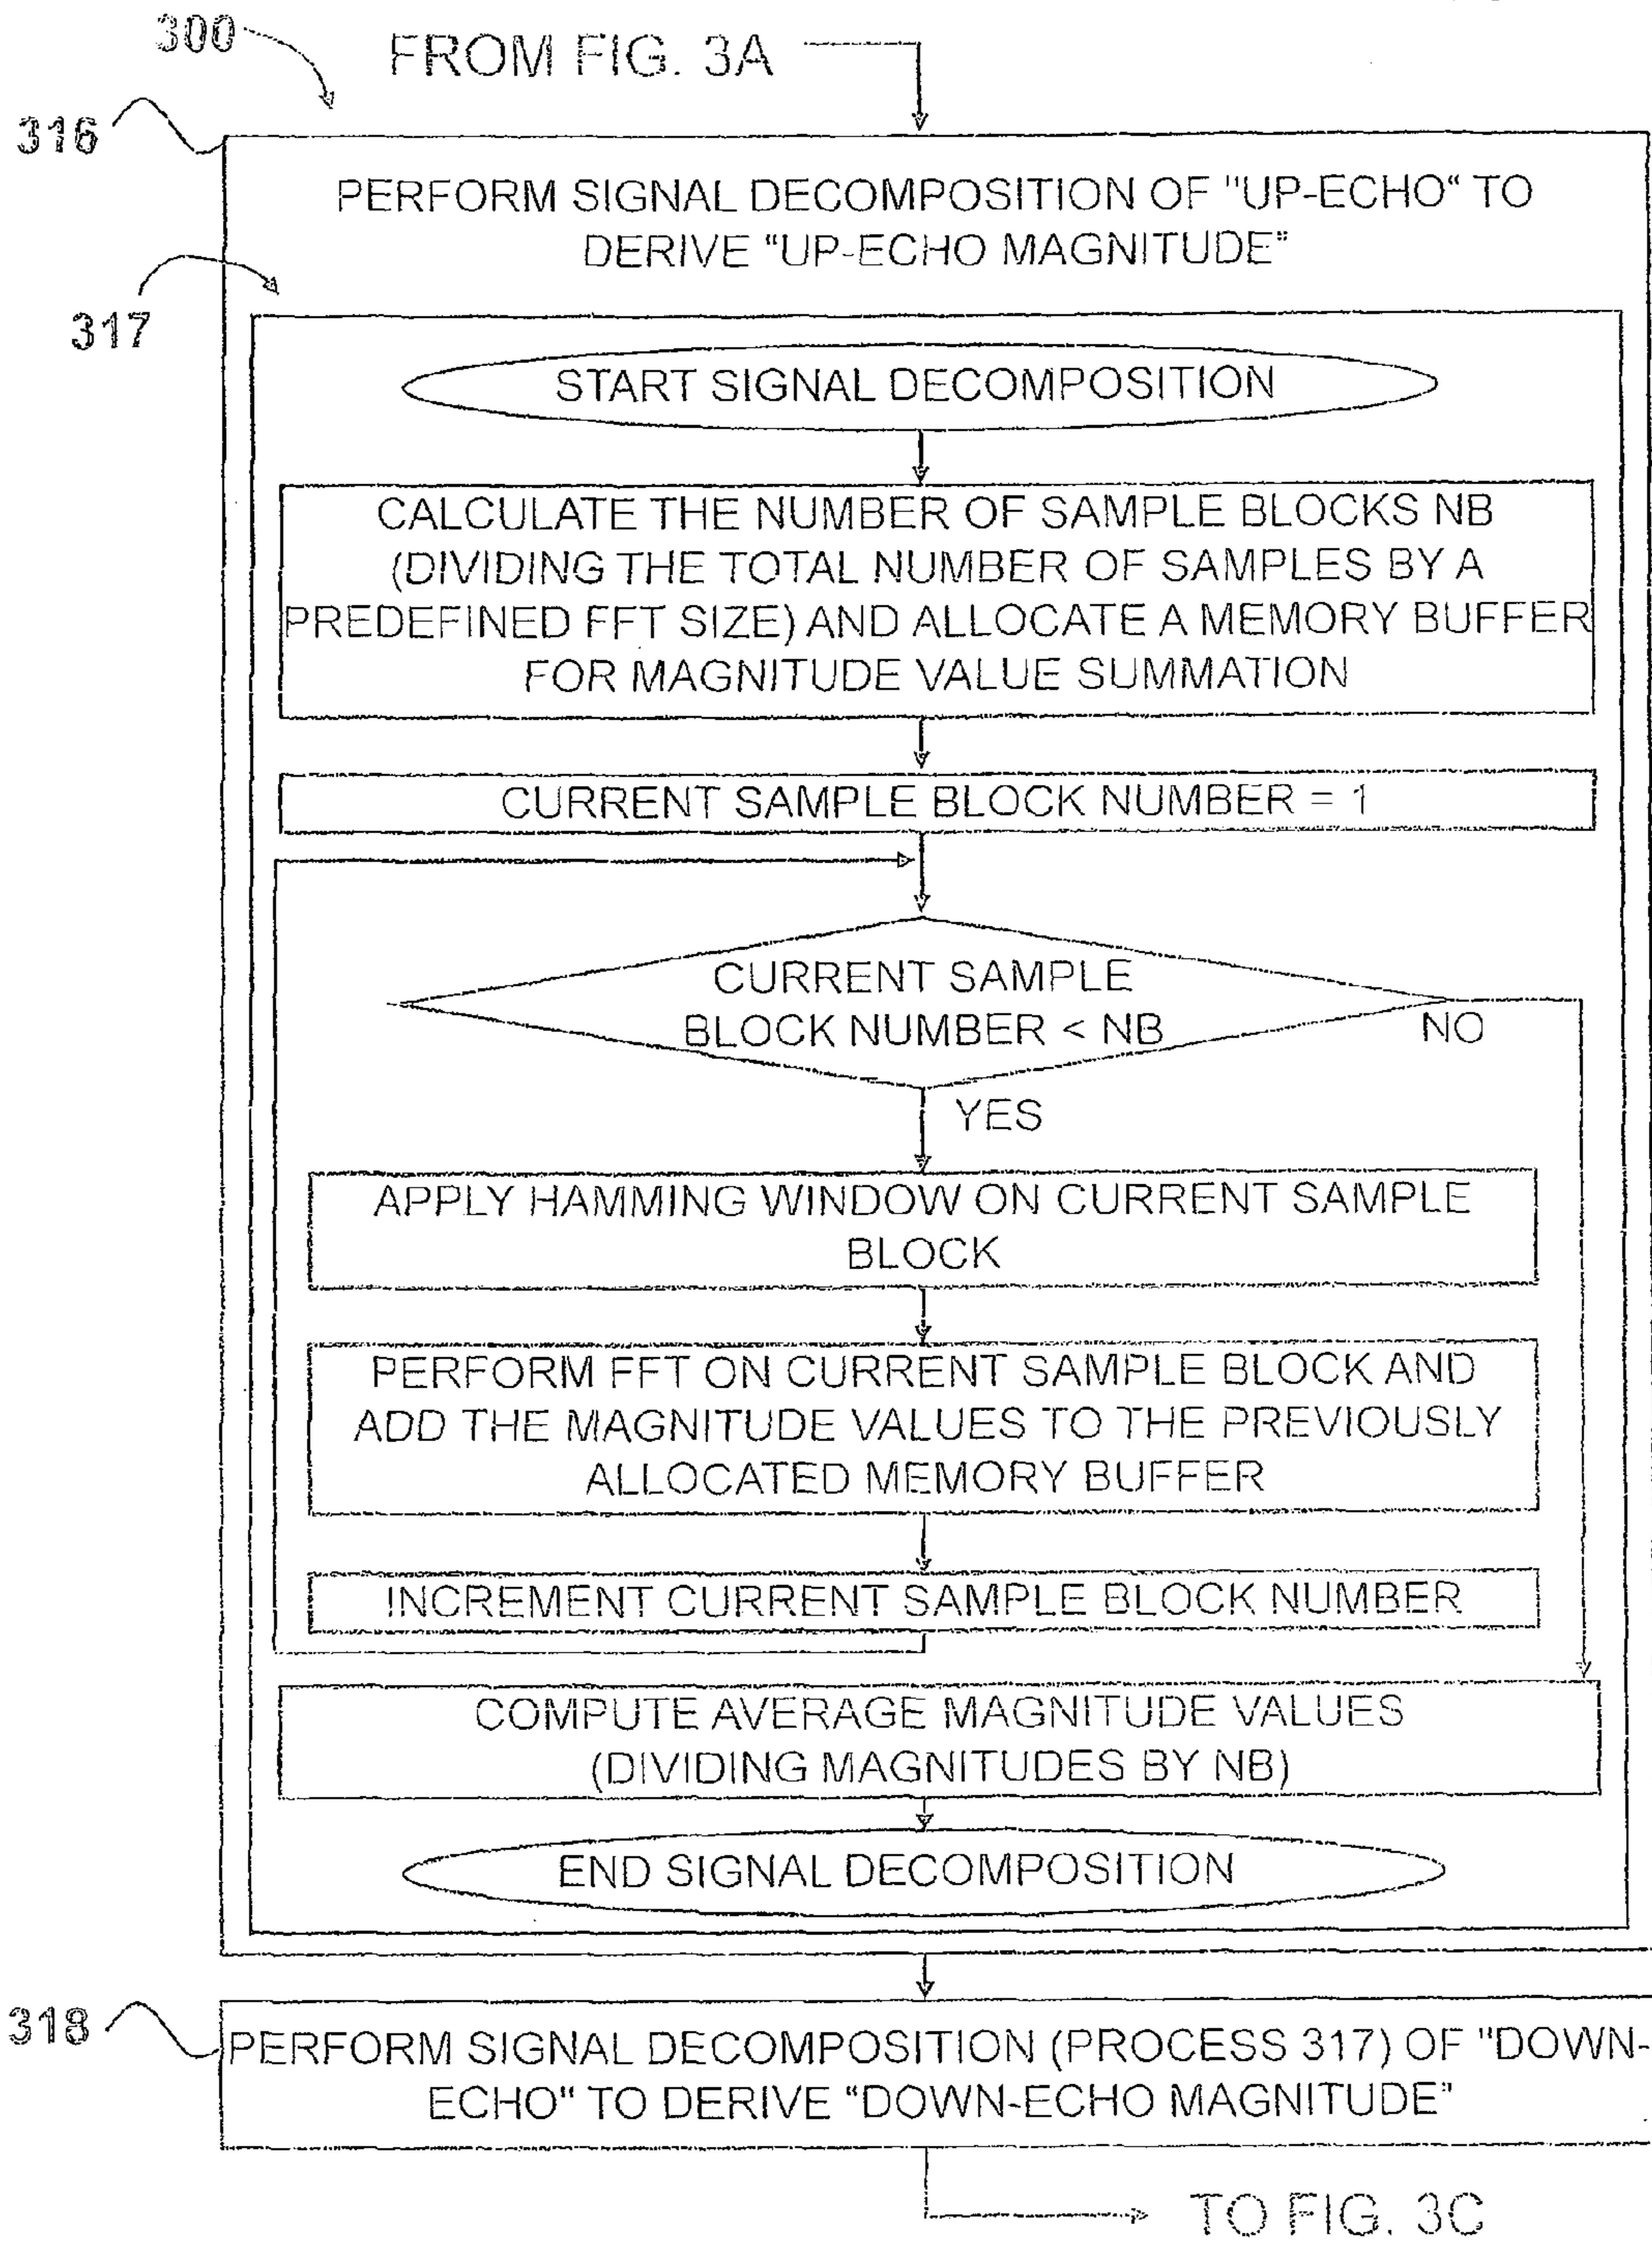 300
FROM FIG. 3A
316
PERFORM SIGNAL DECOMPOSITION OF "UP-ECHO" TO
DERIVE "UP-ECHO MAGNITUDE"
317
START SIGNAL DECOMPOSITION
CALCULATE THE NUMBER OF SAMPLE BLOCKS NB
(DIVIDING THE TOTAL NUMBER OF SAMPLES BY A
PREDEFINED FFT SIZE) AND ALLOCATE A MEMORY BUFFER
FOR MAGNITUDE VALUE SUMMATION
CURRENT SAMPLE BLOCK NUMBER = 1
CURRENT SAMPLE
BLOCK NUMBER < NB
NO
YES
APPLY HAMMING WINDOW ON CURRENT SAMPLE
BLOCK
PERFORM FFT ON CURRENT SAMPLE BLOCK AND
ADD THE MAGNITUDE VALUES TO THE PREVIOUSLY
ALLOCATED MEMORY BUFFER
INCREMENT CURRENT SAMPLE BLOCK NUMBER
COMPUTE AVERAGE MAGNITUDE VALUES
(DIVIDING MAGNITUDES BY NB)
END SIGNAL DECOMPOSITION
318
PERFORM SIGNAL DECOMPOSITION (PROCESS 317) OF "DOWN-
ECHO" TO DERIVE "DOWN-ECHO MAGNITUDE"
TO FIG. 3C